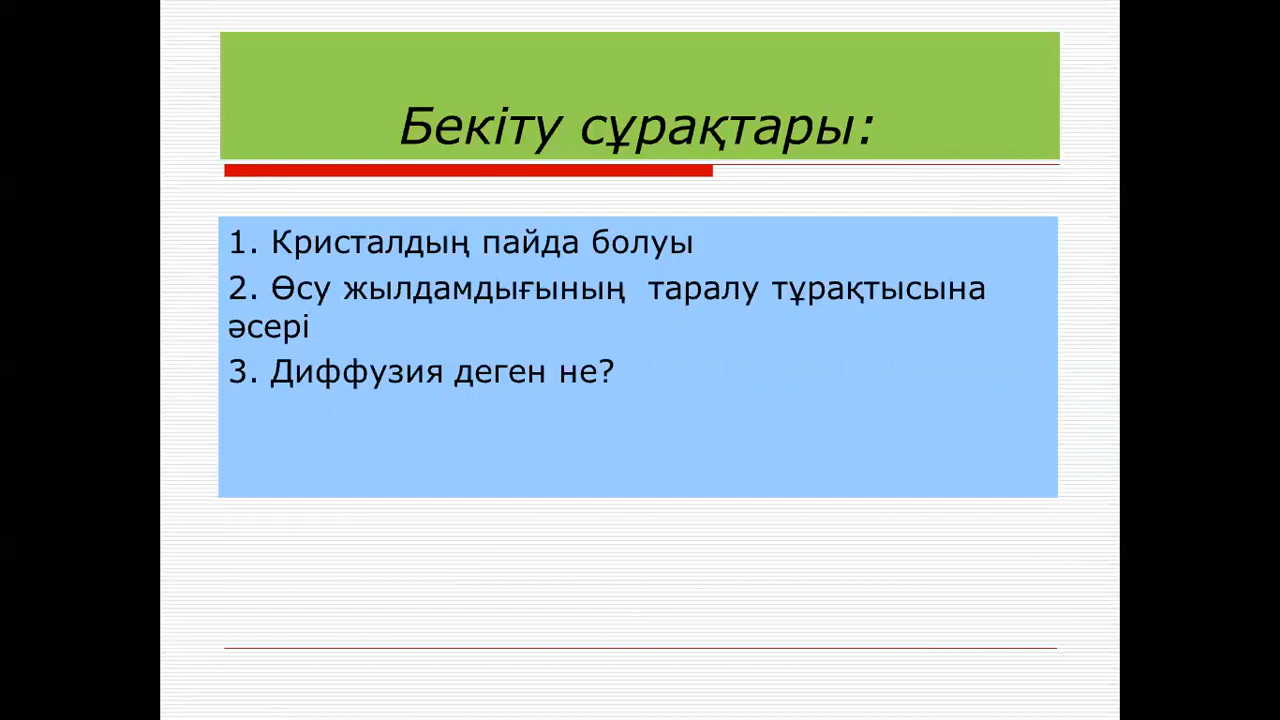 Бекіту сұрақтары:
1. Кристалдың пайда болуы
2. Өсу жылдамдығының  таралу тұрақтысына
әсері
3. Диффузия деген не?